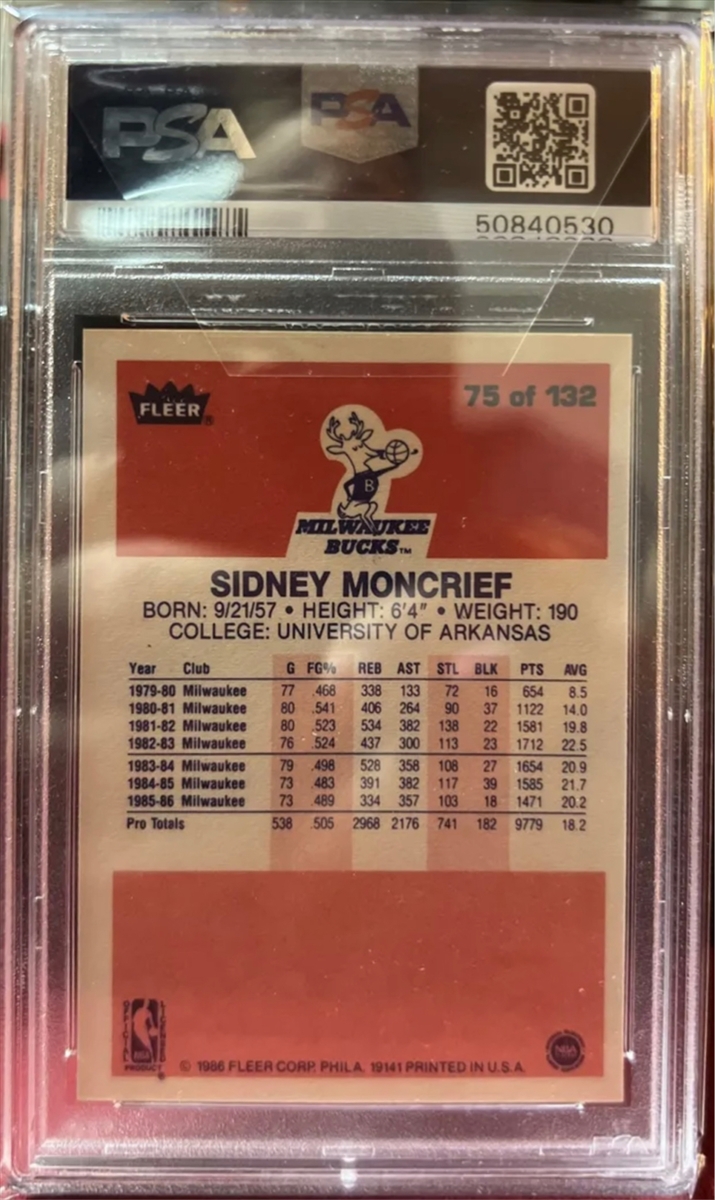 PSA PSA
50840530
FLEER®
75 of 132
B
MILWAUKEE
BUCKS™
SIDNEY MONCRIEF
BORN: 9/21/57 • HEIGHT: 6'4" • WEIGHT: 190
COLLEGE: UNIVERSITY OF ARKANSAS
Year Club G FG% REB AST STL BLK PTS AVG
1979-80 Milwaukee 77 .468 338 133 72 16 654 8.5
1980-81 Milwaukee 80 .541 406 264 90 37 1122 14.0
1981-82 Milwaukee 80 .523 534 382 138 22 1581 19.8
1982-83 Milwaukee 76 .524 437 300 113 23 1712 22.5
1983-84 Milwaukee 79 .498 528 358 108 27 1654 20.9
1984-85 Milwaukee 73 .483 391 382 117 39 1585 21.7
1985-86 Milwaukee 73 .489 334 357 103 18 1471 20.2
Pro Totals 538 .505 2968 2176 741 182 9779 18.2
OFFICIAL LICENSED
NBA
PRODUCT
© 1986 FLEER CORP. PHILA. 19141 PRINTED IN U.S.A.